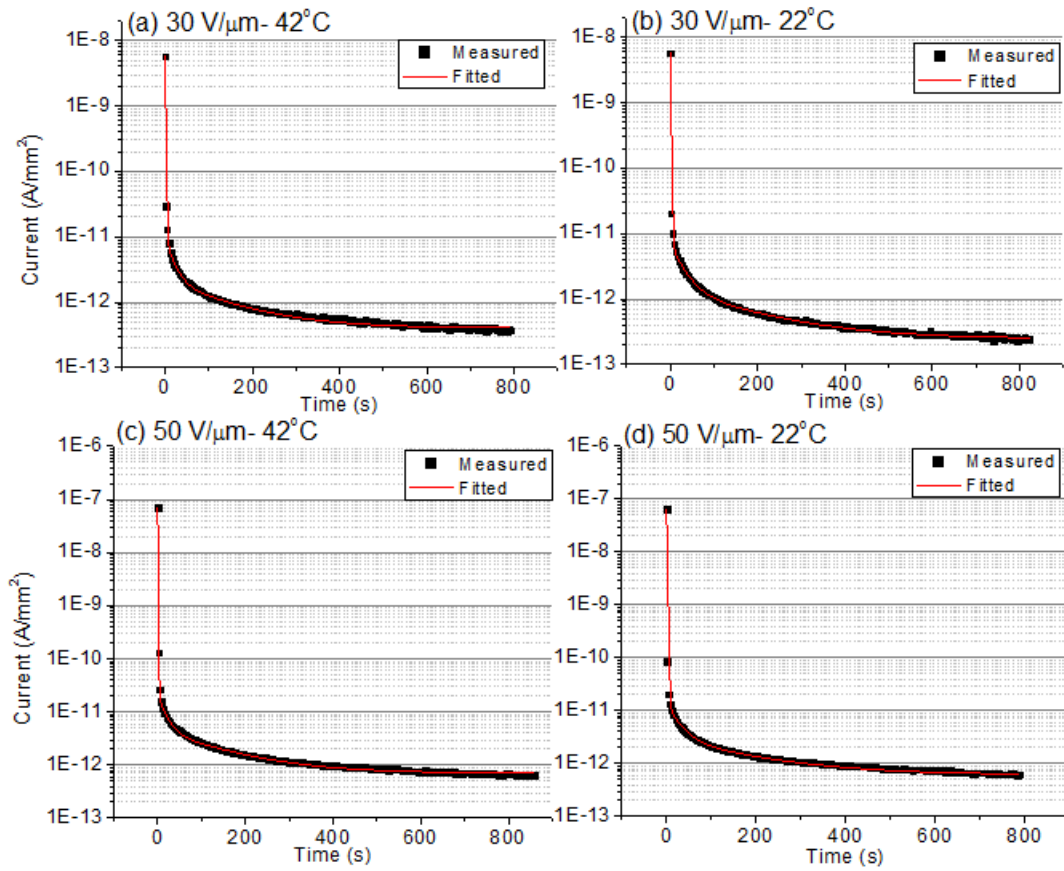 (a) 30 V/μm- 42°C
1E-8
1E-9
1E-10
1E-11
1E-12
1E-13
Current (A/mm²)
Measured
Fitted
0 200 400 600 800
Time (s)
(b) 30 V/μm- 22°C
1E-8
1E-9
1E-10
1E-11
1E-12
1E-13
Measured
Fitted
0 200 400 600 800
Time (s)
(c) 50 V/μm- 42°C
1E-6
1E-7
1E-8
1E-9
1E-10
1E-11
1E-12
1E-13
Current (A/mm²)
Measured
Fitted
0 200 400 600 800
Time (s)
(d) 50 V/μm- 22°C
1E-6
1E-7
1E-8
1E-9
1E-10
1E-11
1E-12
1E-13
Measured
Fitted
0 200 400 600 800
Time (s)